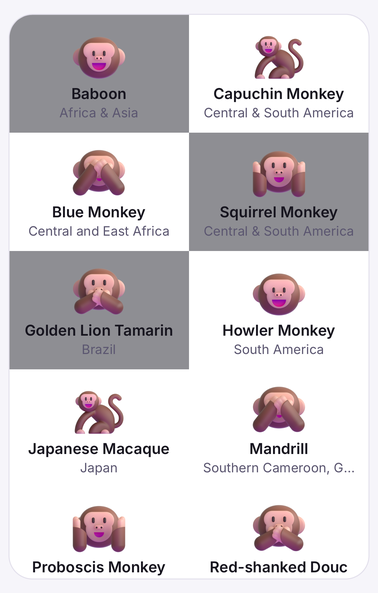 Baboon
Africa & Asia
Capuchin Monkey
Central & South America
Blue Monkey
Central and East Africa
Squirrel Monkey
Central & South America
Golden Lion Tamarin
Brazil
Howler Monkey
South America
Japanese Macaque
Japan
Mandrill
Southern Cameroon, G...
Proboscis Monkey
Red-shanked Douc